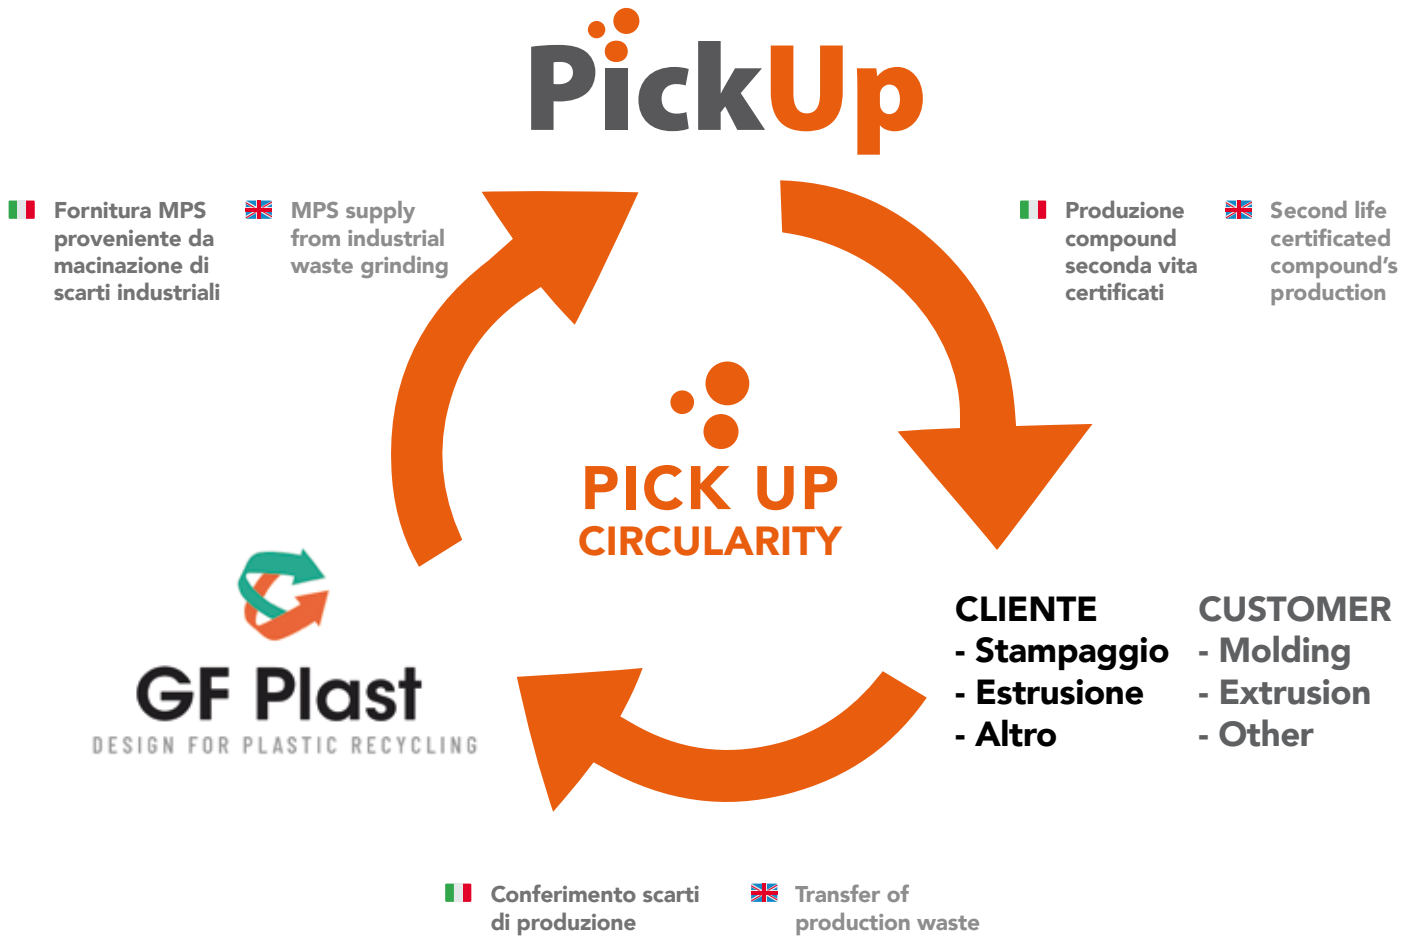 PickUp
Fornitura MPS
proveniente da
macinazione di
scarti industriali
MPS supply
from industrial
waste grinding
Produzione
compound
seconda vita
certificati
Second life
certificated
compound's
production
PICK UP
CIRCULARITY
GF Plast
DESIGN FOR PLASTIC RECYCLING
CLIENTE
- Stampaggio
- Estrusione
- Altro
CUSTOMER
- Molding
- Extrusion
- Other
Conferimento scarti
di produzione
Transfer of
production waste